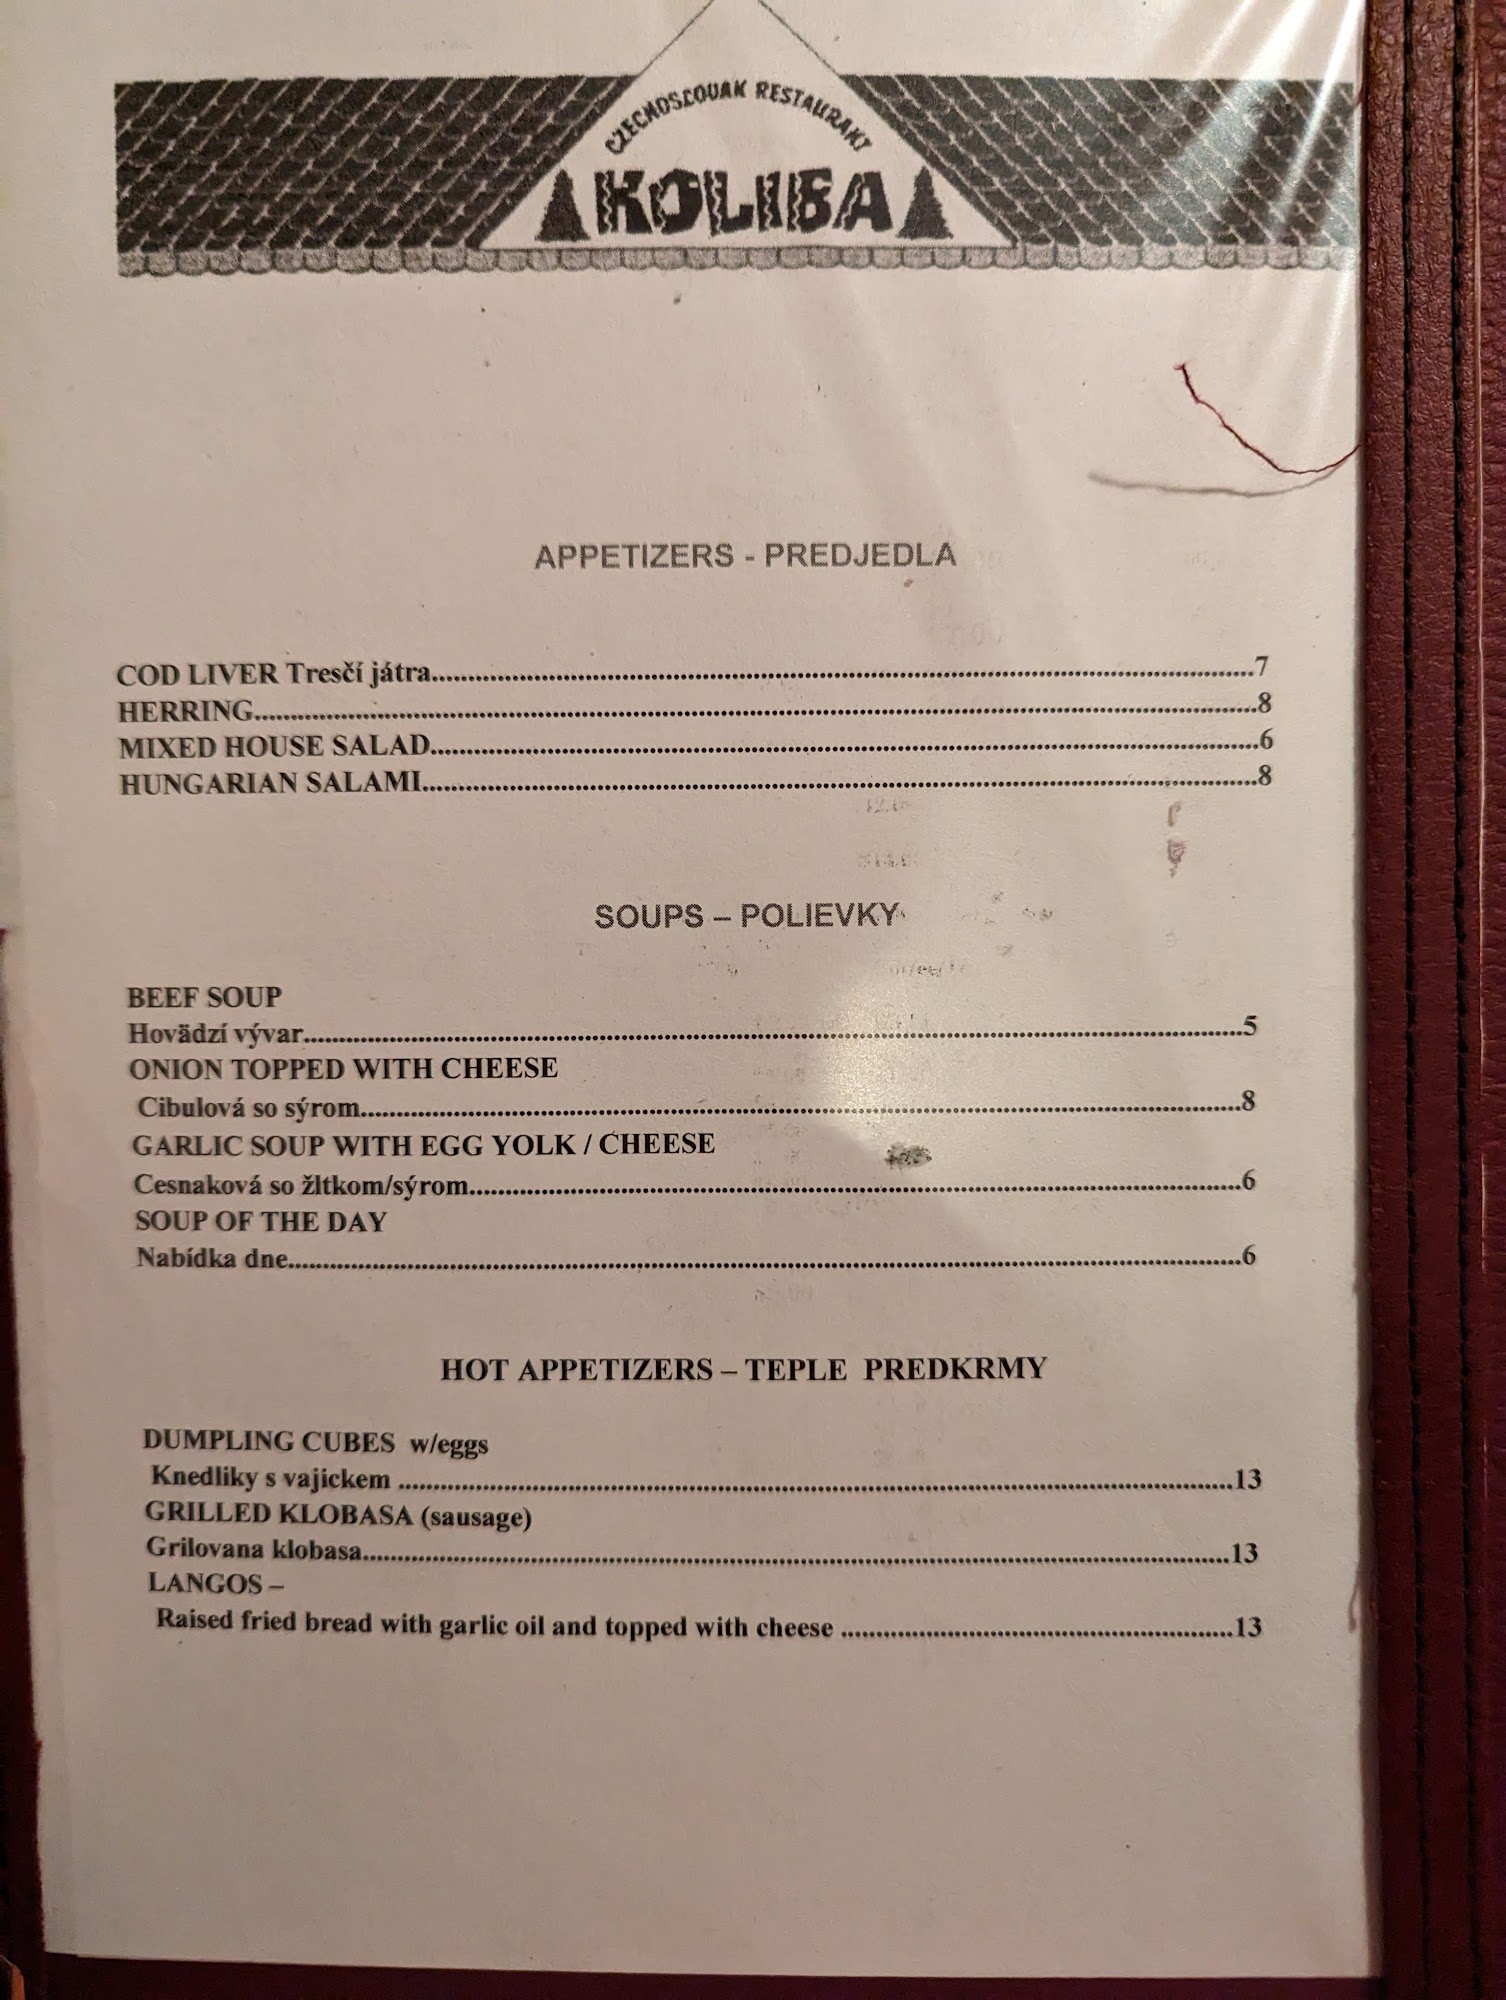 CZECHOSLOVAK RESTAURANT
KOLIBA
APPETIZERS - PREDJEDLA
COD LIVER Tresčí játra..........7
HERRING..........8
MIXED HOUSE SALAD..........6
HUNGARIAN SALAMI..........8
SOUPS – POLIEVKY
BEEF SOUP
Hovädzí vývar..........5
ONION TOPPED WITH CHEESE
Cibulová so sýrom..........8
GARLIC SOUP WITH EGG YOLK / CHEESE
Cesnaková so žltkom/sýrom..........6
SOUP OF THE DAY
Nabídka dne..........6
HOT APPETIZERS – TEPLE PREDKRMY
DUMPLING CUBES w/eggs
Knedliky s vajickem ..........13
GRILLED KLOBASA (sausage)
Grilovana klobasa..........13
LANGOS –
Raised fried bread with garlic oil and topped with cheese ..........13